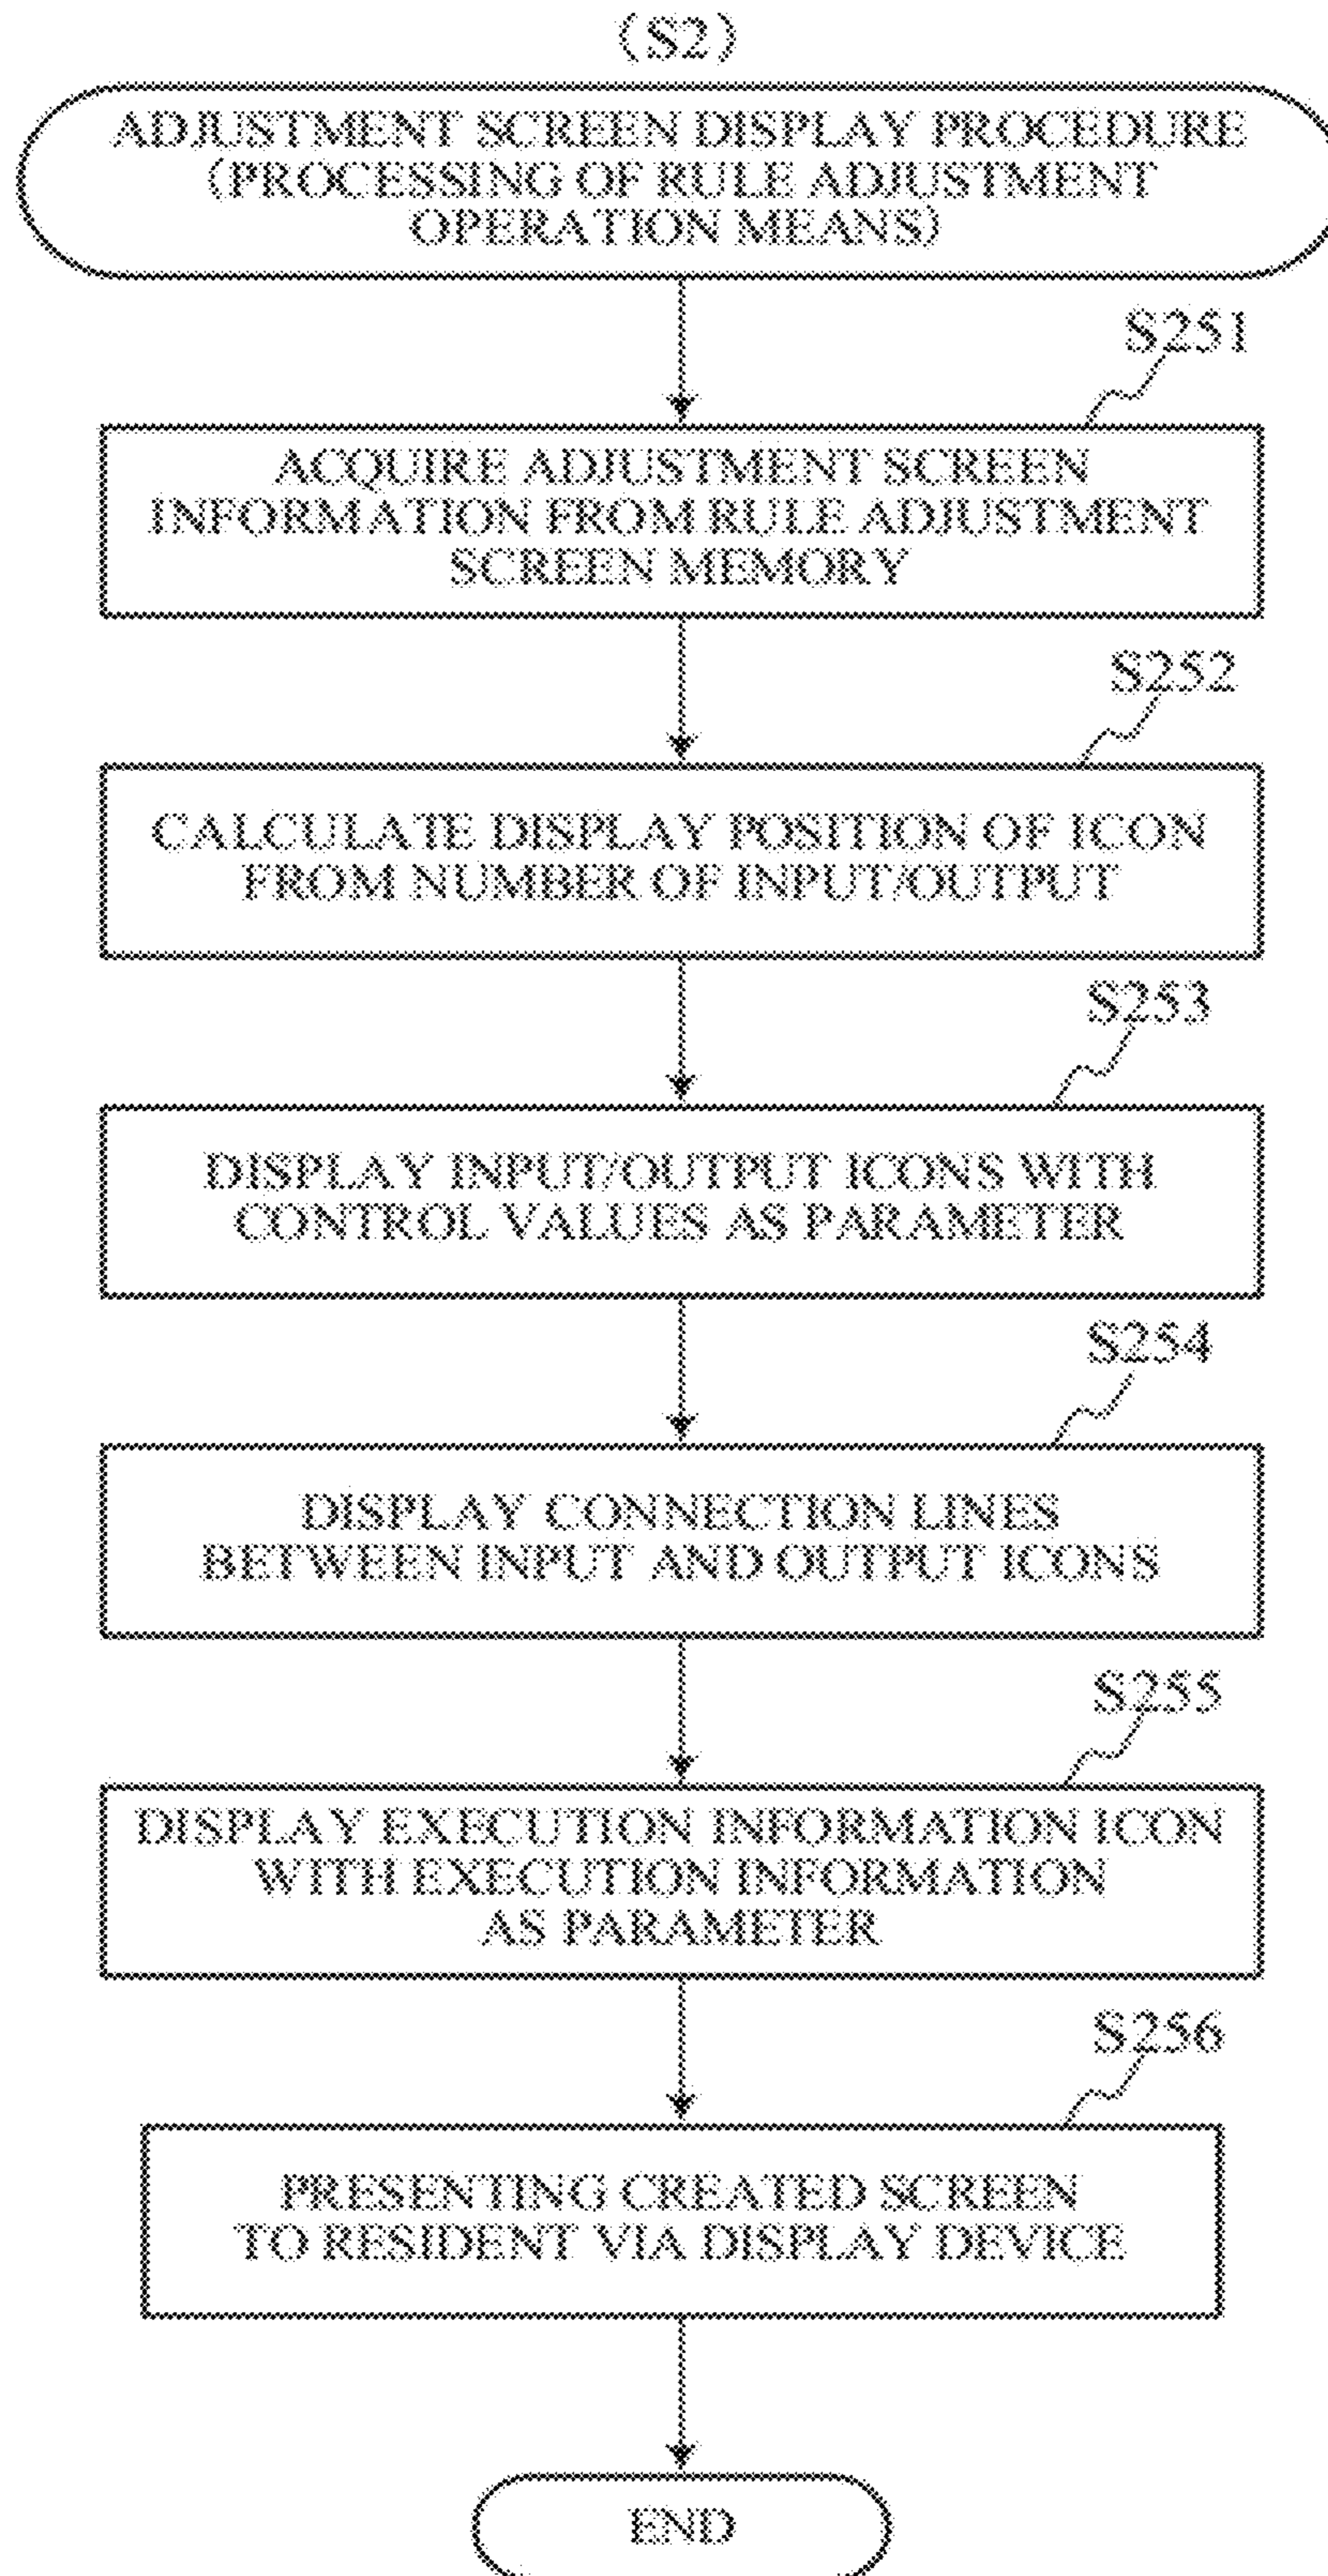 (S2)
ADJUSTMENT SCREEN DISPLAY PROCEDURE
(PROCESSING OF RULE ADJUSTMENT
OPERATION MEANS)
S251
ACQUIRE ADJUSTMENT SCREEN
INFORMATION FROM RULE ADJUSTMENT
SCREEN MEMORY
S252
CALCULATE DISPLAY POSITION OF ICON
FROM NUMBER OF INPUT/OUTPUT
S253
DISPLAY INPUT/OUTPUT ICONS WITH
CONTROL VALUES AS PARAMETER
S254
DISPLAY CONNECTION LINES
BETWEEN INPUT AND OUTPUT ICONS
S255
DISPLAY EXECUTION INFORMATION ICON
WITH EXECUTION INFORMATION
AS PARAMETER
S256
PRESENTING CREATED SCREEN
TO RESIDENT VIA DISPLAY DEVICE
END